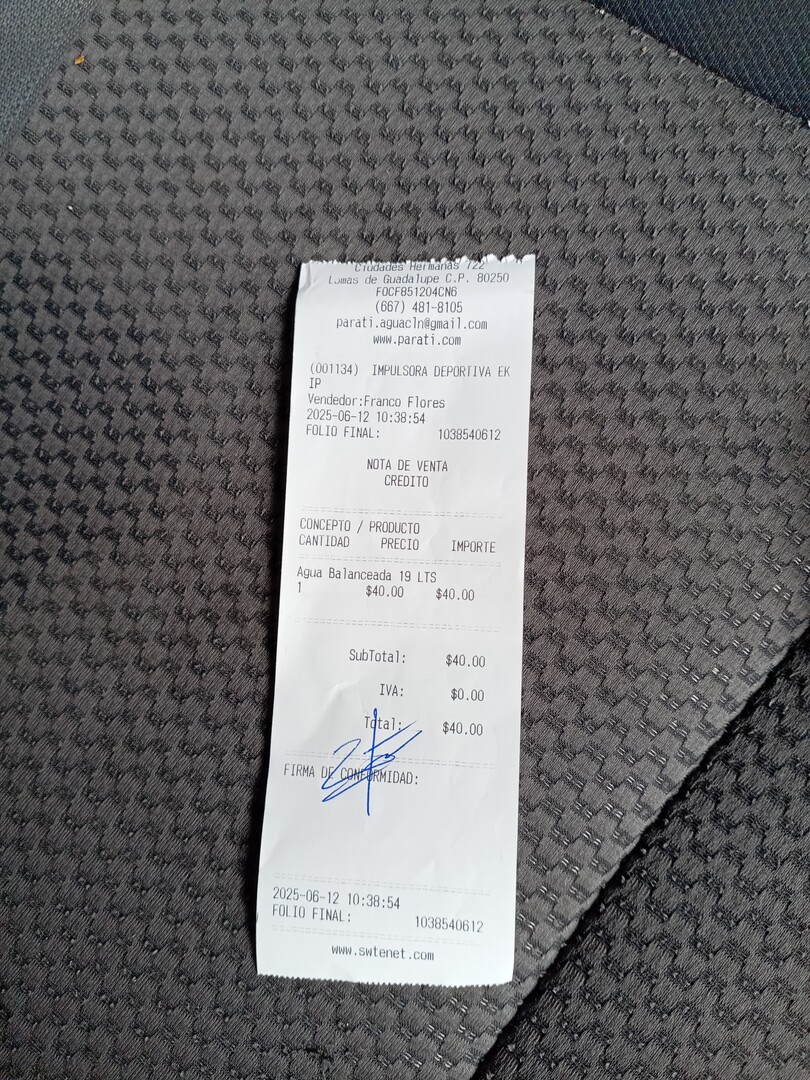 Ciudades Hermanas 722
Lomas de Guadalupe C.P. 80250
FOCF851204CN6
(667) 481-8105
parati.aguacln@gmail.com
www.parati.com
(001134) IMPULSORA DEPORTIVA EK
IP
Vendedor:Franco Flores
2025-06-12 10:38:54
FOLIO FINAL: 1038540612
NOTA DE VENTA
CREDITO
CONCEPTO / PRODUCTO
CANTIDAD PRECIO IMPORTE
Agua Balanceada 19 LTS
1 $40.00 $40.00
SubTotal: $40.00
IVA: $0.00
Total: $40.00
FIRMA DE CONFORMIDAD:
2025-06-12 10:38:54
FOLIO FINAL: 1038540612
www.swtenet.com